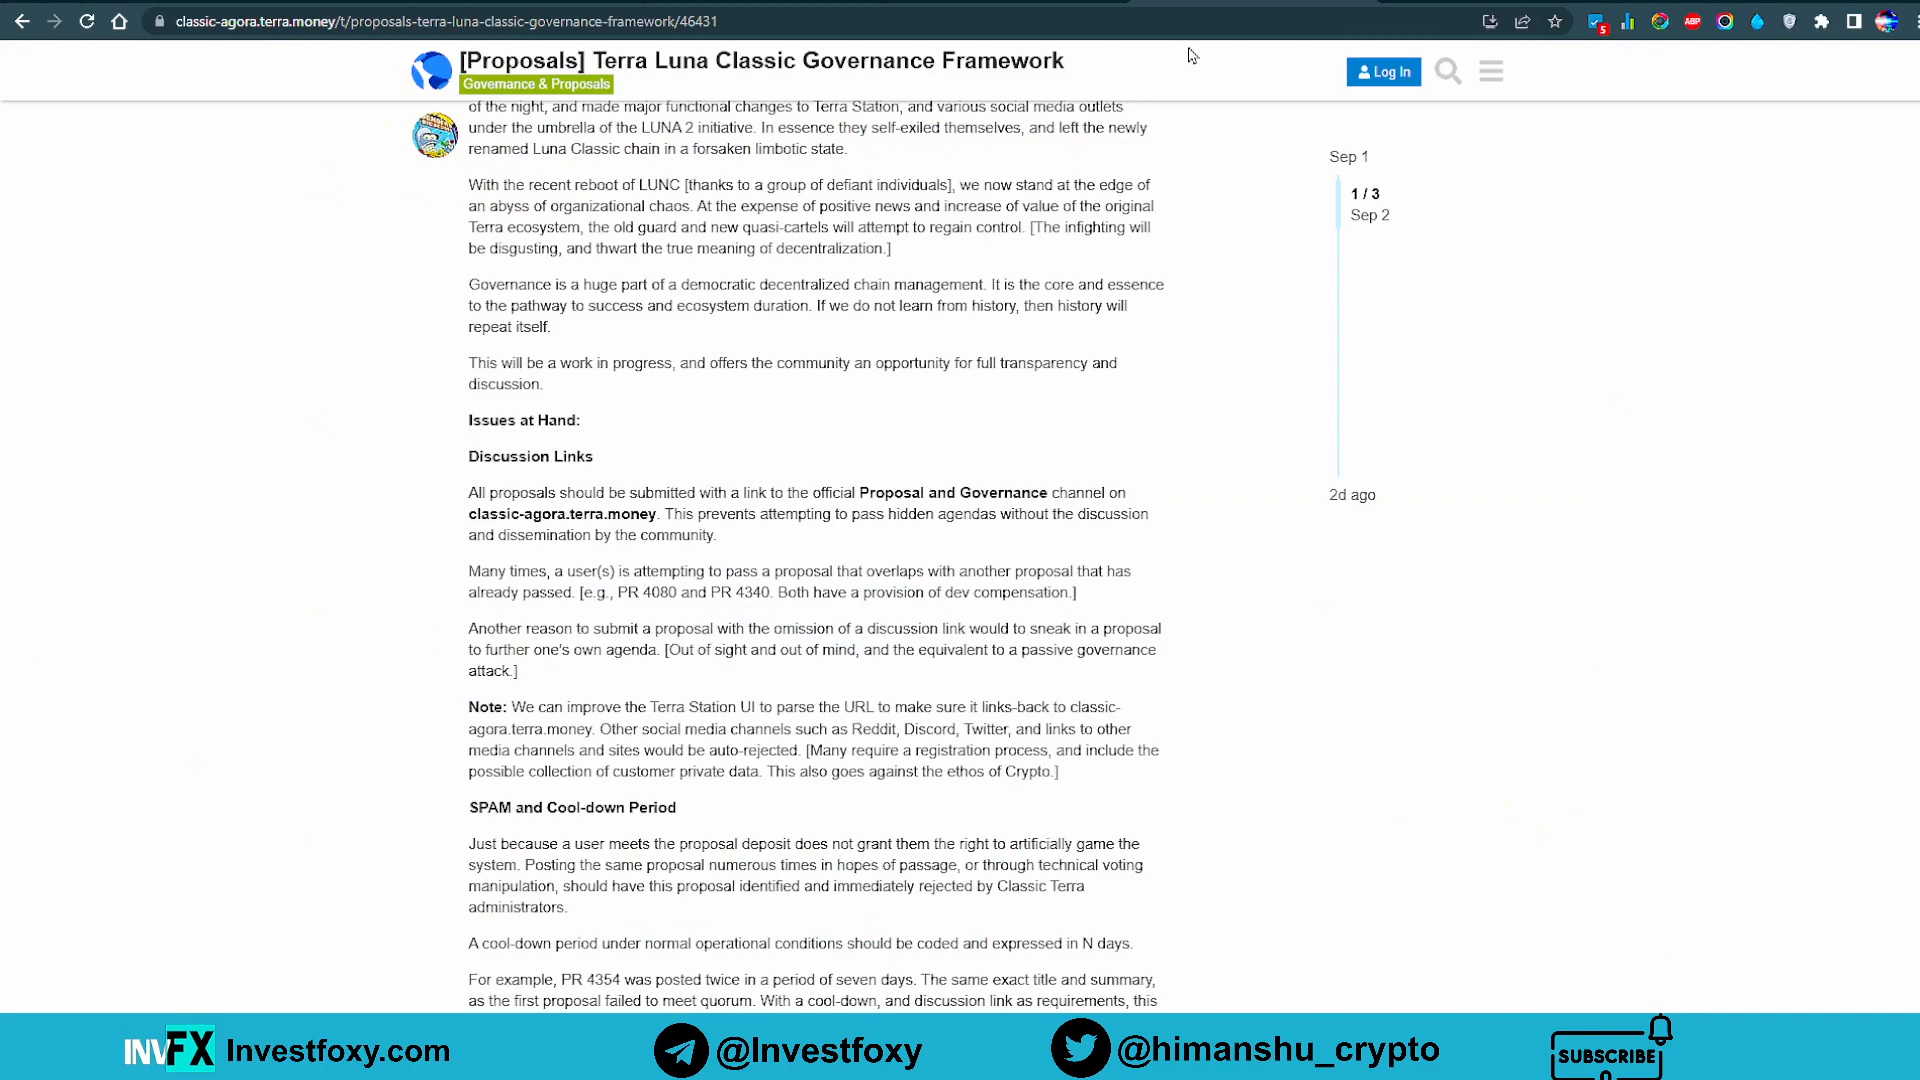 classic-agora.terra.money/t/proposals-terra-luna-classic-governance-framework/46431
5
ABP
[Proposals] Terra Luna Classic Governance Framework
Governance & Proposals
Log In
of the night, and made major functional changes to Terra Station, and various social media outlets
under the umbrella of the LUNA 2 initiative. In essence they self-exiled themselves, and left the newly
renamed Luna Classic chain in a forsaken limbotic state.
With the recent reboot of LUNC [thanks to a group of defiant individuals], we now stand at the edge of
an abyss of organizational chaos. At the expense of positive news and increase of value of the original
Terra ecosystem, the old guard and new quasi-cartels will attempt to regain control. [The infighting will
be disgusting, and thwart the true meaning of decentralization.]
Governance is a huge part of a democratic decentralized chain management. It is the core and essence
to the pathway to success and ecosystem duration. If we do not learn from history, then history will
repeat itself.
This will be a work in progress, and offers the community an opportunity for full transparency and
discussion.
Issues at Hand:
Discussion Links
All proposals should be submitted with a link to the official Proposal and Governance channel on
classic-agora.terra.money. This prevents attempting to pass hidden agendas without the discussion
and dissemination by the community.
Many times, a user(s) is attempting to pass a proposal that overlaps with another proposal that has
already passed. [e.g., PR 4080 and PR 4340. Both have a provision of dev compensation.]
Another reason to submit a proposal with the omission of a discussion link would to sneak in a proposal
to further one's own agenda. [Out of sight and out of mind, and the equivalent to a passive governance
attack.]
Note: We can improve the Terra Station UI to parse the URL to make sure it links-back to classic-
agora.terra.money. Other social media channels such as Reddit, Discord, Twitter, and links to other
media channels and sites would be auto-rejected. [Many require a registration process, and include the
possible collection of customer private data. This also goes against the ethos of Crypto.]
SPAM and Cool-down Period
Just because a user meets the proposal deposit does not grant them the right to artificially game the
system. Posting the same proposal numerous times in hopes of passage, or through technical voting
manipulation, should have this proposal identified and immediately rejected by Classic Terra
administrators.
A cool-down period under normal operational conditions should be coded and expressed in N days.
For example, PR 4354 was posted twice in a period of seven days. The same exact title and summary,
as the first proposal failed to meet quorum. With a cool-down, and discussion link as requirements, this
Sep 1
1 / 3
Sep 2
2d ago
INVFX Investfoxy.com
@Investfoxy
@himanshu_crypto
SUBSCRIBE